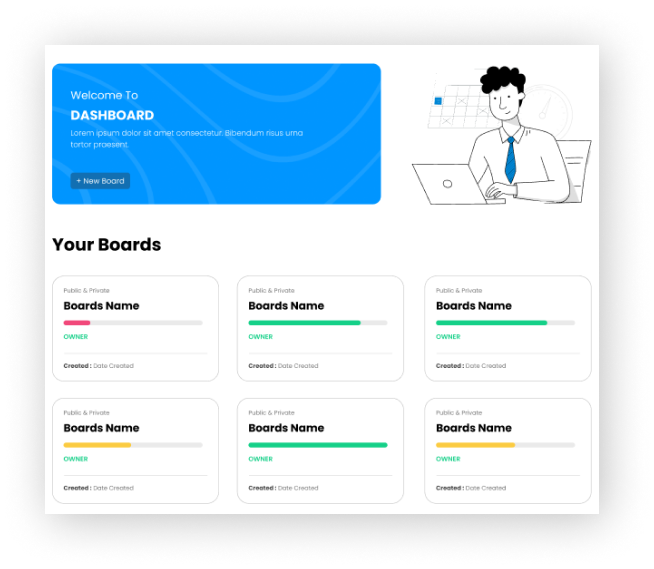 Welcome To
DASHBOARD
Lorem ipsum dolor sit amet consectetur. Bibendum risus urna
tortor praesent.
+ New Board
Your Boards
Public & Private
Boards Name
OWNER
Created : Date Created
Public & Private
Boards Name
OWNER
Created : Date Created
Public & Private
Boards Name
OWNER
Created : Date Created
Public & Private
Boards Name
OWNER
Created : Date Created
Public & Private
Boards Name
OWNER
Created : Date Created
Public & Private
Boards Name
OWNER
Created : Date Created